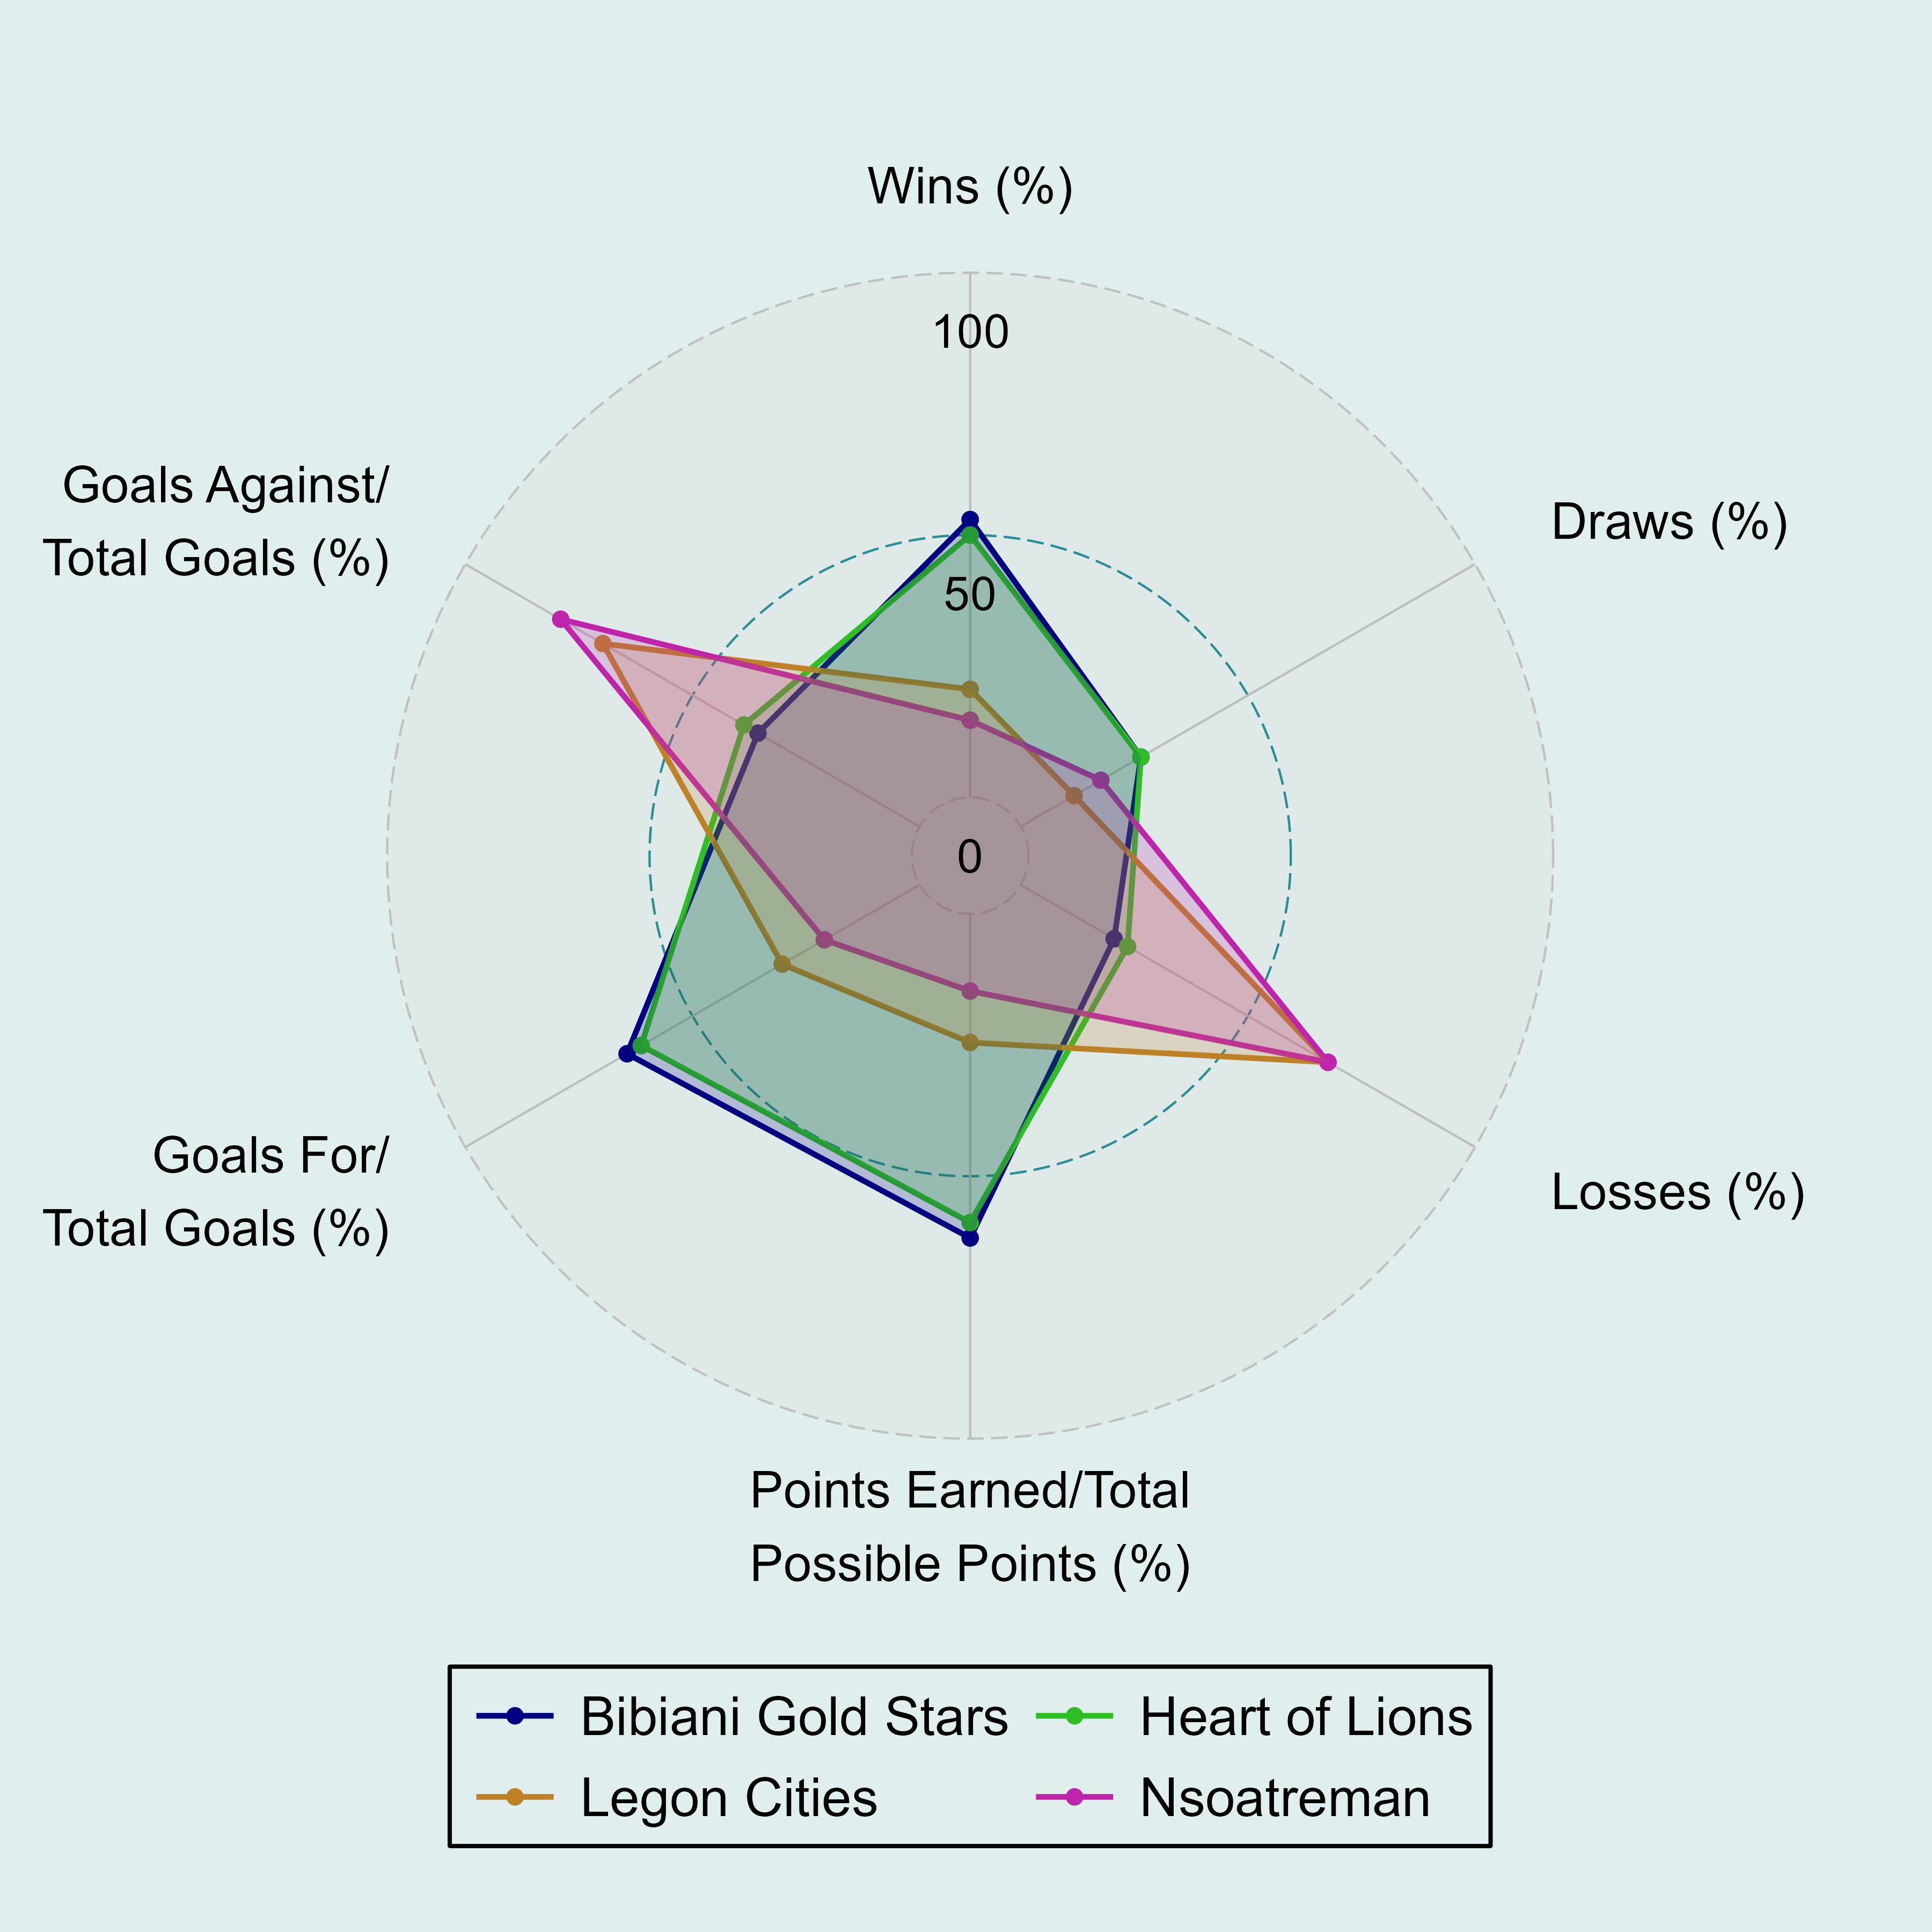 Wins (%)
100
Goals Against/
Total Goals (%)
Draws (%)
50
0
Goals For/
Total Goals (%)
Losses (%)
Points Earned/Total
Possible Points (%)
Bibiani Gold Stars
Heart of Lions
Legon Cities
Nsoatreman